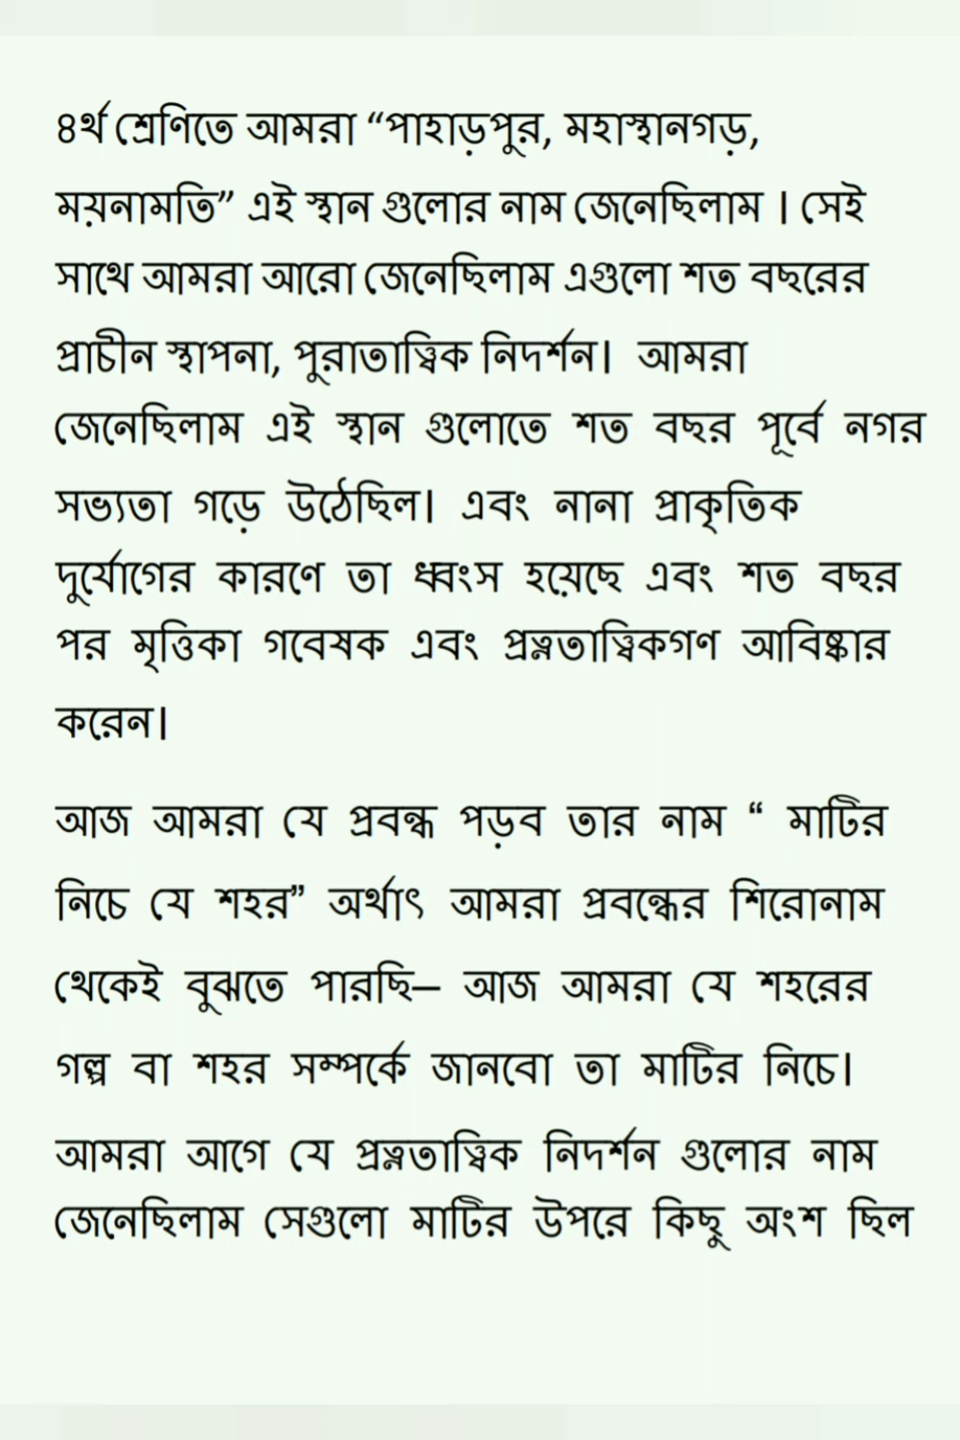 ৪র্থ শ্রেণিতে আমরা “পাহাড়পুর, মহাস্থানগড়,
ময়নামতি” এই স্থান গুলোর নাম জেনেছিলাম । সেই
সাথে আমরা আরো জেনেছিলাম এগুলো শত বছরের
প্রাচীন স্থাপনা, পুরাতাত্ত্বিক নিদর্শন। আমরা
জেনেছিলাম এই স্থান গুলোতে শত বছর পূর্বে নগর
সভ্যতা গড়ে উঠেছিল। এবং নানা প্রাকৃতিক
দুর্যোগের কারণে তা ধ্বংস হয়েছে এবং শত বছর
পর মৃত্তিকা গবেষক এবং প্রত্নতাত্ত্বিকগণ আবিষ্কার
করেন।
আজ আমরা যে প্রবন্ধ পড়ব তার নাম “ মাটির
নিচে যে শহর” অর্থাৎ আমরা প্রবন্ধের শিরোনাম
থেকেই বুঝতে পারছি– আজ আমরা যে শহরের
গল্প বা শহর সম্পর্কে জানবো তা মাটির নিচে।
আমরা আগে যে প্রত্নতাত্ত্বিক নিদর্শন গুলোর নাম
জেনেছিলাম সেগুলো মাটির উপরে কিছু অংশ ছিল